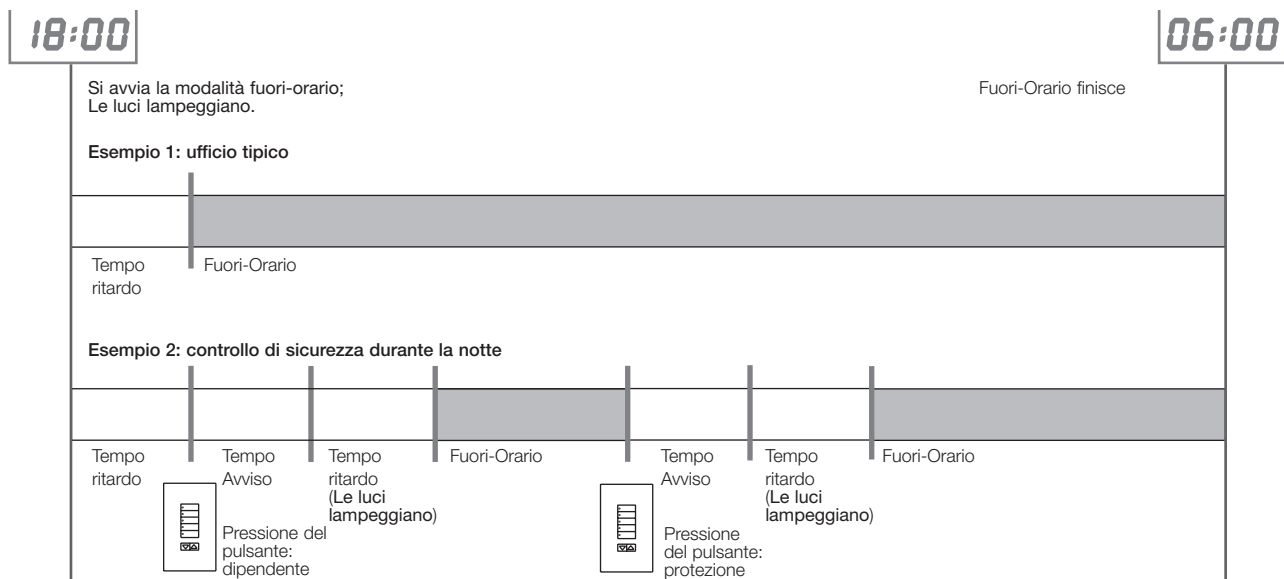 18:00
06:00
Si avvia la modalità fuori-orario;
Le luci lampeggiano.
Fuori-Orario finisce
Esempio 1: ufficio tipico
Tempo
ritardo
Fuori-Orario
Esempio 2: controllo di sicurezza durante la notte
Tempo
ritardo
Tempo
Avviso
Tempo
ritardo
(Le luci
lampeggiano)
Fuori-Orario
Tempo
Avviso
Tempo
ritardo
(Le luci
lampeggiano)
Fuori-Orario
Pressione del
pulsante:
dipendente
Pressione
del pulsante:
protezione